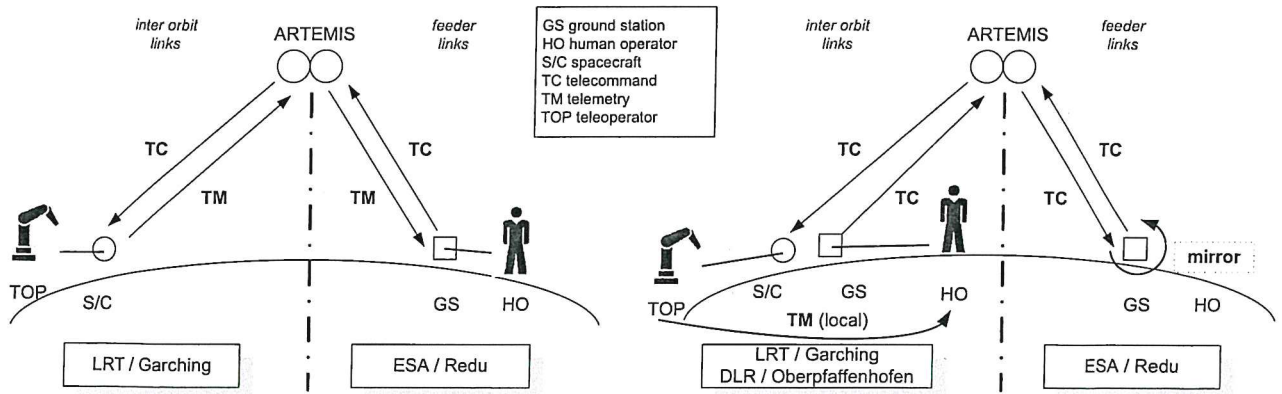 inter orbit
links
ARTEMIS
feeder
links
TC
TM
TM
TC
TOP
S/C
GS
HO
LRT / Garching
ESA / Redu
GS ground station
HO human operator
S/C spacecraft
TC telecommand
TM telemetry
TOP teleoperator
inter orbit
links
ARTEMIS
feeder
links
TC
TC
TC
TC
mirror
TOP
S/C
GS
HO
GS
HO
TM (local)
LRT / Garching
DLR / Oberpfaffenhofen
ESA / Redu